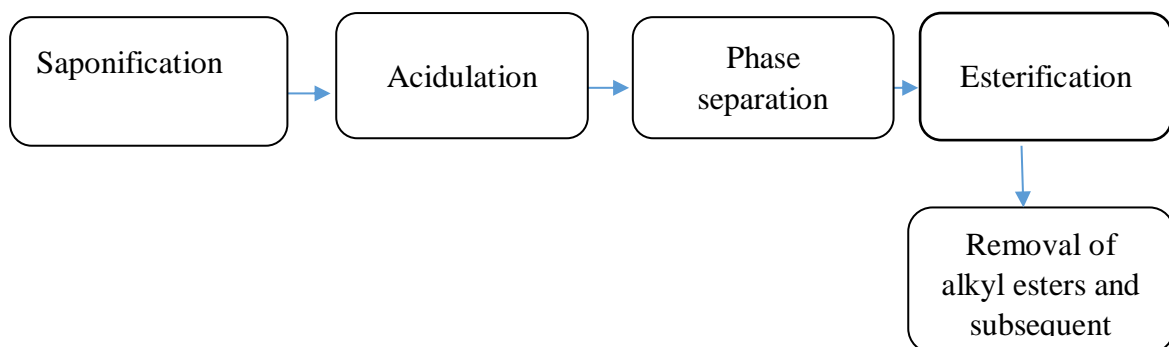 Saponification
Acidulation
Phase
separation
Esterification
Removal of
alkyl esters and
subsequent